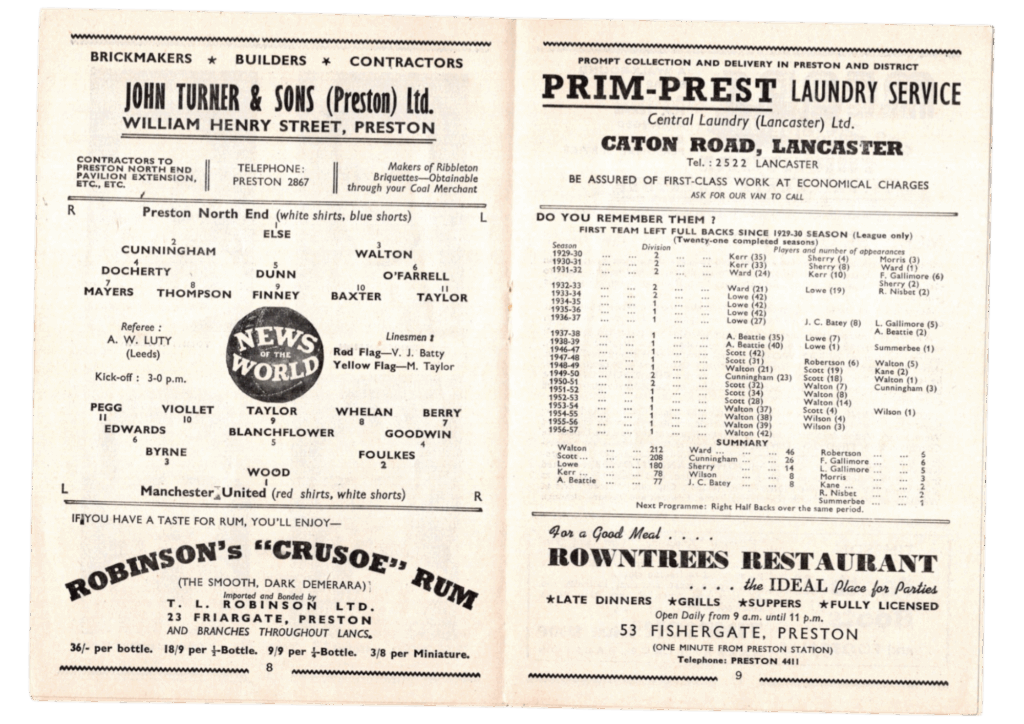 BRICKMAKERS ★ BUILDERS ★ CONTRACTORS
JOHN TURNER & SONS (Preston) Ltd.
WILLIAM HENRY STREET, PRESTON
CONTRACTORS TO
PRESTON NORTH END
PAVILION EXTENSION,
ETC., ETC.
TELEPHONE:
PRESTON 2867
Makers of Ribbleton
Briquettes—Obtainable
through your Coal Merchant
R Preston North End (white shirts, blue shorts) L
1
ELSE
2 3
CUNNINGHAM WALTON
4 5 6
DOCHERTY DUNN O'FARRELL
7 8 9 10 11
MAYERS THOMPSON FINNEY BAXTER TAYLOR
Referee :
A. W. LUTY
(Leeds)
Kick-off : 3-0 p.m.
NEWS
OF THE
WORLD
Linesmen :
Red Flag—V. J. Batty
Yellow Flag—M. Taylor
PEGG VIOLLET TAYLOR WHELAN BERRY
11 10 9 8 7
EDWARDS BLANCHFLOWER GOODWIN
6 5 4
BYRNE FOULKES
3 2
WOOD
1
L Manchester United (red shirts, white shorts) R
IF YOU HAVE A TASTE FOR RUM, YOU'LL ENJOY—
ROBINSON's "CRUSOE" RUM
(THE SMOOTH, DARK DEMERARA)
Imported and Bonded by
T. L. ROBINSON LTD.
23 FRIARGATE, PRESTON
AND BRANCHES THROUGHOUT LANCS.
36/- per bottle. 18/9 per ½-Bottle. 9/9 per ¼-Bottle. 3/8 per Miniature.
8
PROMPT COLLECTION AND DELIVERY IN PRESTON AND DISTRICT
PRIM-PREST LAUNDRY SERVICE
Central Laundry (Lancaster) Ltd.
CATON ROAD, LANCASTER
Tel. : 2522 LANCASTER
BE ASSURED OF FIRST-CLASS WORK AT ECONOMICAL CHARGES
ASK FOR OUR VAN TO CALL
DO YOU REMEMBER THEM ?
FIRST TEAM LEFT FULL BACKS SINCE 1929-30 SEASON (League only)
(Twenty-one completed seasons)
Season Division Players and number of appearances
1929-30 ... ... 2 ... ... Kerr (35) Sherry (4) Morris (3)
1930-31 ... ... 2 ... ... Kerr (33) Sherry (8) Ward (1)
1931-32 ... ... 2 ... ... Ward (24) Kerr (10) F. Gallimore (6)
Sherry (2)
1932-33 ... ... 2 ... ... Ward (21) Lowe (19) R. Nisbet (2)
1933-34 ... ... 2 ... ... Lowe (42)
1934-35 ... ... 1 ... ... Lowe (42)
1935-36 ... ... 1 ... ... Lowe (42)
1936-37 ... ... 1 ... ... Lowe (27) J. C. Batey (8) L. Gallimore (5)
A. Beattie (2)
1937-38 ... ... 1 ... ... A. Beattie (35) Lowe (7)
1938-39 ... ... 1 ... ... A. Beattie (40) Lowe (1) Summerbee (1)
1946-47 ... ... 1 ... ... Scott (42)
1947-48 ... ... 1 ... ... Scott (31) Robertson (6) Walton (5)
1948-49 ... ... 1 ... ... Walton (21) Scott (19) Kane (2)
1949-50 ... ... 2 ... ... Cunningham (23) Scott (18) Walton (1)
1950-51 ... ... 2 ... ... Scott (32) Walton (7) Cunningham (3)
1951-52 ... ... 1 ... ... Scott (34) Walton (8)
1952-53 ... ... 1 ... ... Scott (28) Walton (14)
1953-54 ... ... 1 ... ... Walton (37) Scott (4) Wilson (1)
1954-55 ... ... 1 ... ... Walton (38) Wilson (4)
1955-56 ... ... 1 ... ... Walton (39) Wilson (3)
1956-57 ... ... 1 ... ... Walton (42)
SUMMARY
Walton ... ... 212 Ward ... ... 46 Robertson ... ... 5
Scott ... ... 208 Cunningham ... 26 F. Gallimore ... 6
Lowe ... ... 180 Sherry ... ... 14 L. Gallimore ... 5
Kerr ... ... 78 Wilson ... ... 8 Morris ... ... 3
A. Beattie ... 77 J. C. Batey ... 8 Kane ... ... 2
R. Nisbet ... ... 2
Summerbee ... ... 1
Next Programme: Right Half Backs over the same period.
For a Good Meal . . . .
ROWNTREES RESTAURANT
. . . . the IDEAL Place for Parties
★LATE DINNERS ★GRILLS ★SUPPERS ★FULLY LICENSED
Open Daily from 9 a.m. until 11 p.m.
53 FISHERGATE, PRESTON
(ONE MINUTE FROM PRESTON STATION)
Telephone: PRESTON 4411
9